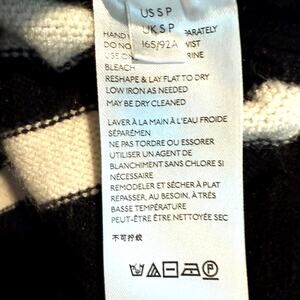 US S P
UK S P
165/92A
HAND PARATELY
DO NO IST
USE ON RINE
BLEACH
RESHAPE & LAY FLAT TO DRY
LOW IRON AS NEEDED
MAY BE DRY CLEANED
LAVER À LA MAIN À L'EAU FROIDE
SÉPARÉMEN
NE PAS TORDRE OU ESSORER
UTILISER UN AGENT DE
BLANCHIMENT SANS CHLORE SI
NÉCESSAIRE
REMODELER ET SÉCHER À PLAT
REPASSER, AU BESOIN, À TRÈS
BASSE TEMPÉRATURE
PEUT-ÊTRE ÊTRE NETTOYÉE SEC
不可拧绞
P